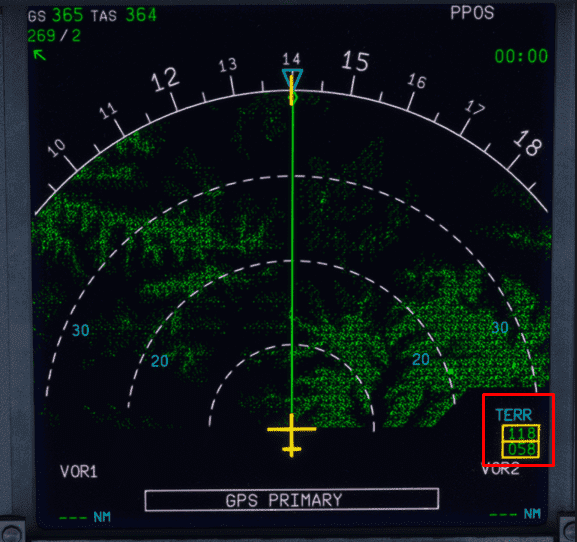 GS 365 TAS 364
PPOS
269 / 2
00:00
10
11
12
13
14
15
16
17
18
30
30
20
20
TERR
118
058
VOR1
VOR2
GPS PRIMARY
--- NM
--- NM